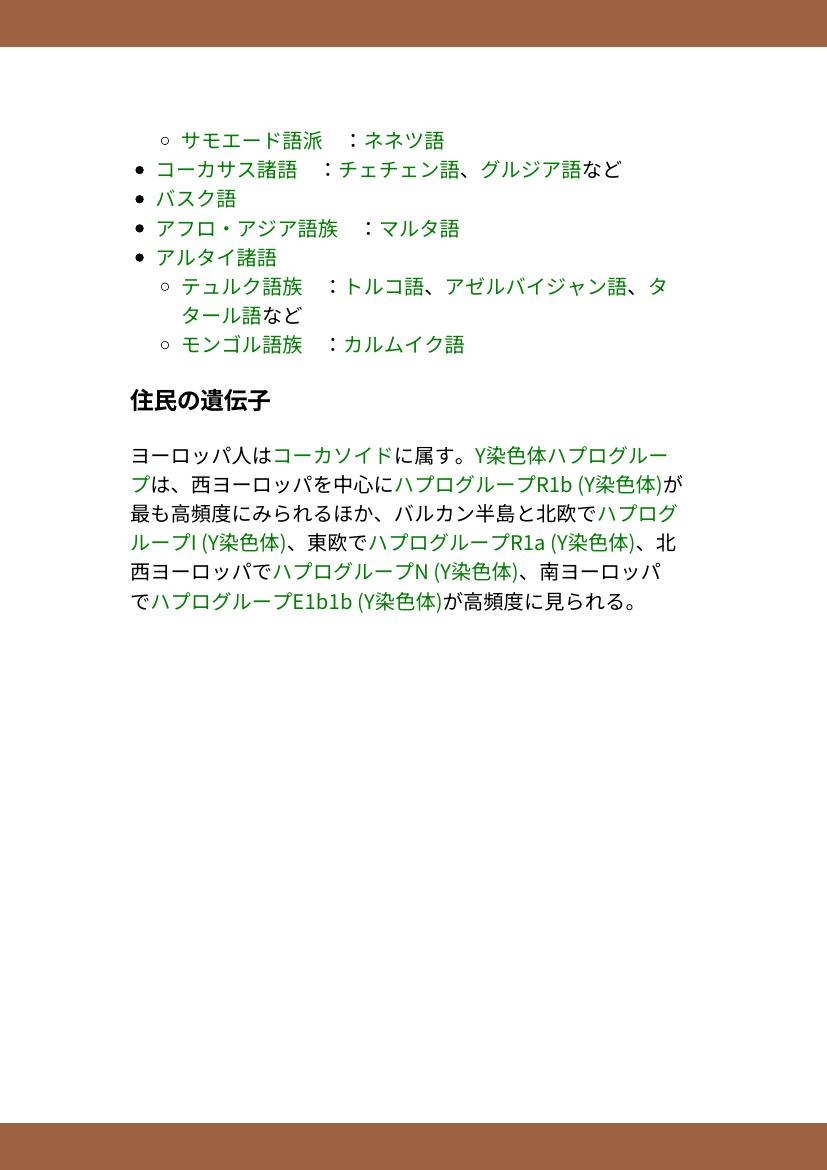 サモエード語派　：ネネツ語
コーカサス諸語　：チェチェン語、グルジア語など
バスク語
アフロ・アジア語族　：マルタ語
アルタイ諸語
テュルク語族　：トルコ語、アゼルバイジャン語、タ
タール語など
モンゴル語族　：カルムイク語
住民の遺伝子
ヨーロッパ人はコーカソイドに属す。Y染色体ハプログルー
プは、西ヨーロッパを中心にハプログループR1b (Y染色体)が
最も高頻度にみられるほか、バルカン半島と北欧でハプログ
ループI (Y染色体)、東欧でハプログループR1a (Y染色体)、北
西ヨーロッパでハプログループN (Y染色体)、南ヨーロッパ
でハプログループE1b1b (Y染色体)が高頻度に見られる。